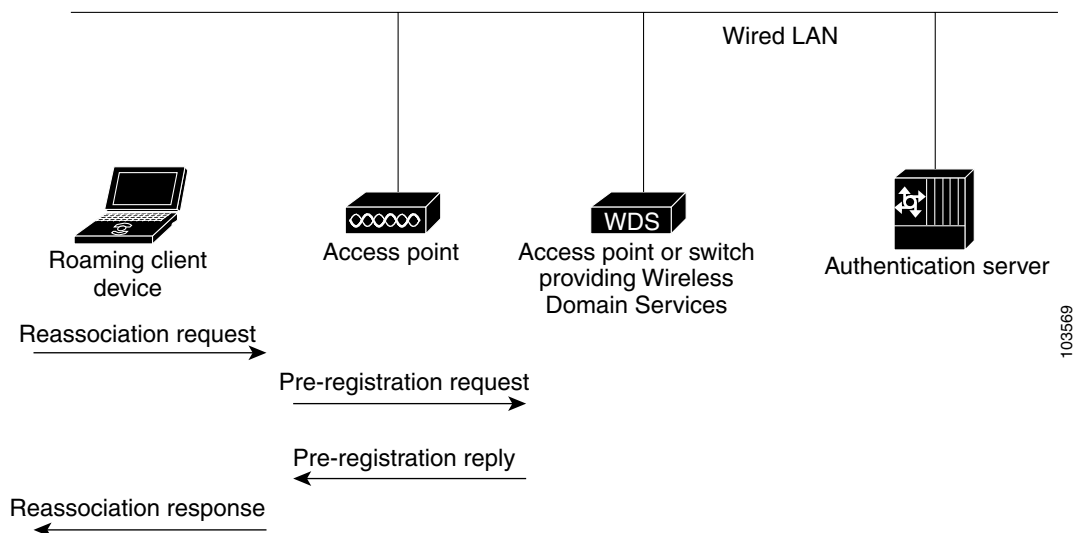 Wired LAN
WDS
Roaming client
device
Access point
Access point or switch
providing Wireless
Domain Services
Authentication server
103569
Reassociation request
Pre-registration request
Pre-registration reply
Reassociation response